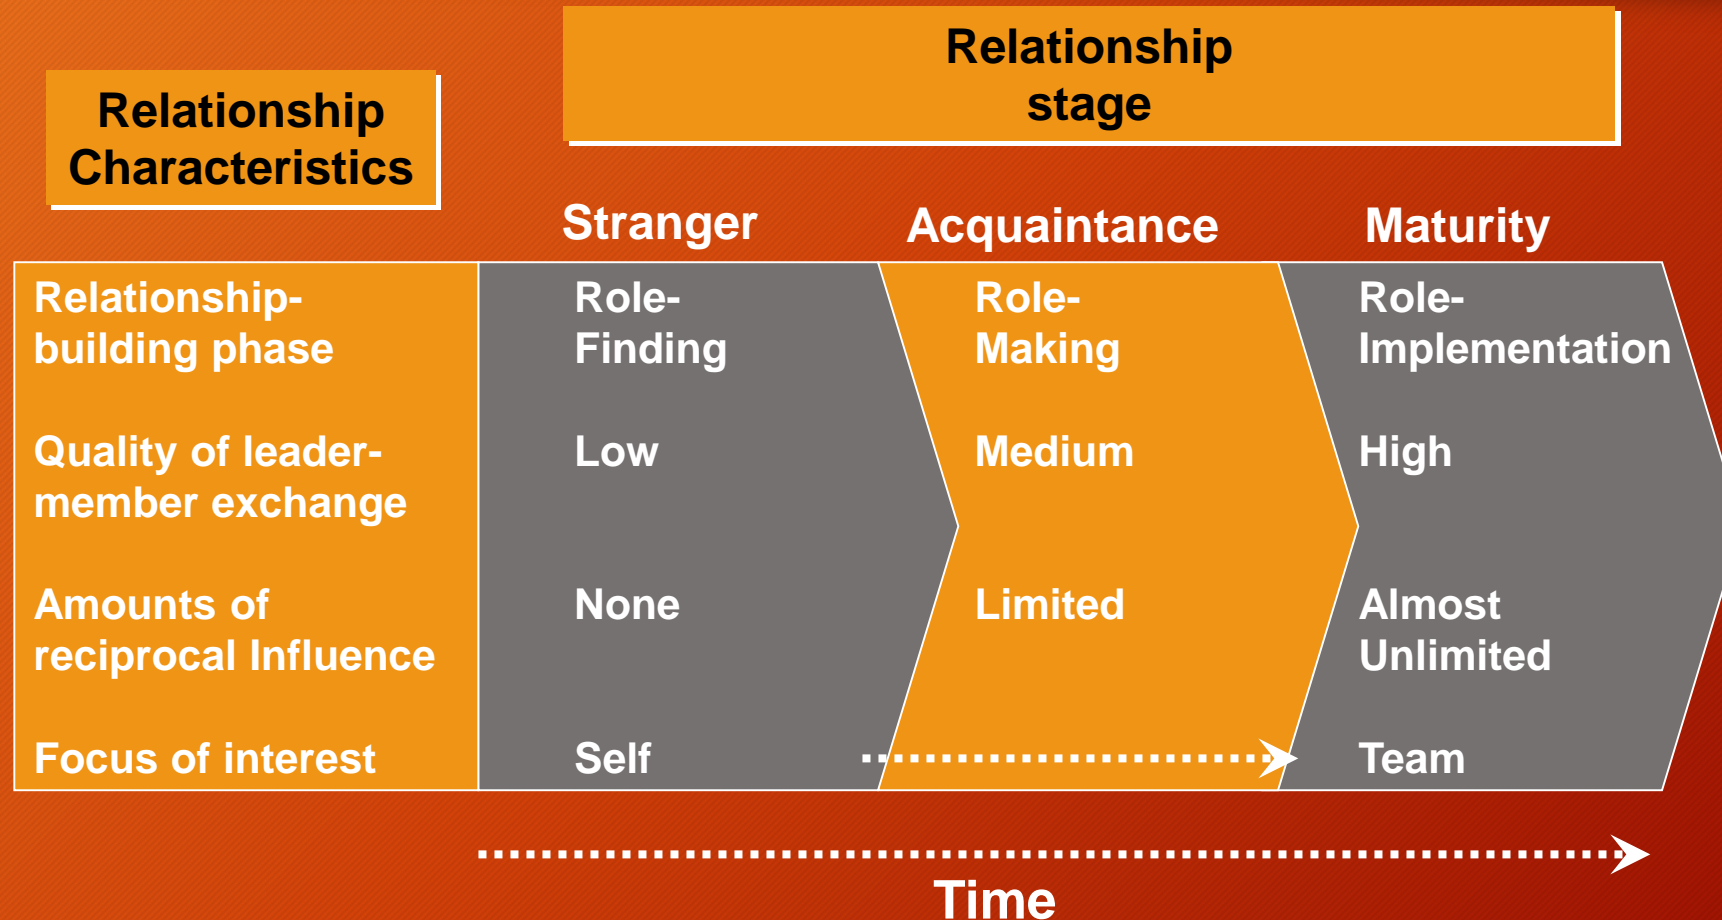 Relationship
stage
Relationship
Characteristics
Stranger
Acquaintance
Maturity
Relationship-
building phase
Role-
Finding
Role-
Making
Role-
Implementation
Quality of leader-
member exchange
Low
Medium
High
Amounts of
reciprocal Influence
None
Limited
Almost
Unlimited
Focus of interest
Self
Team
Time